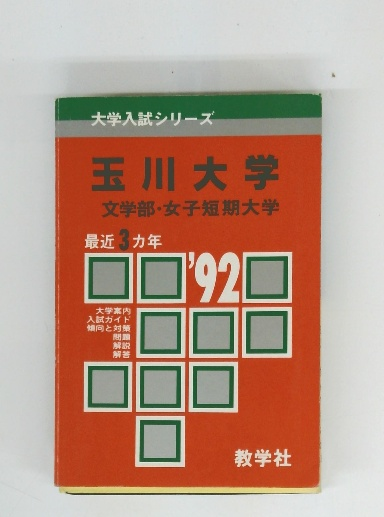 大学入試シリーズ
玉川大学
文学部・女子短期大学
最近3カ年
'92
大学案内
入試ガイド
傾向と対策
問題
解説
解答
教学社